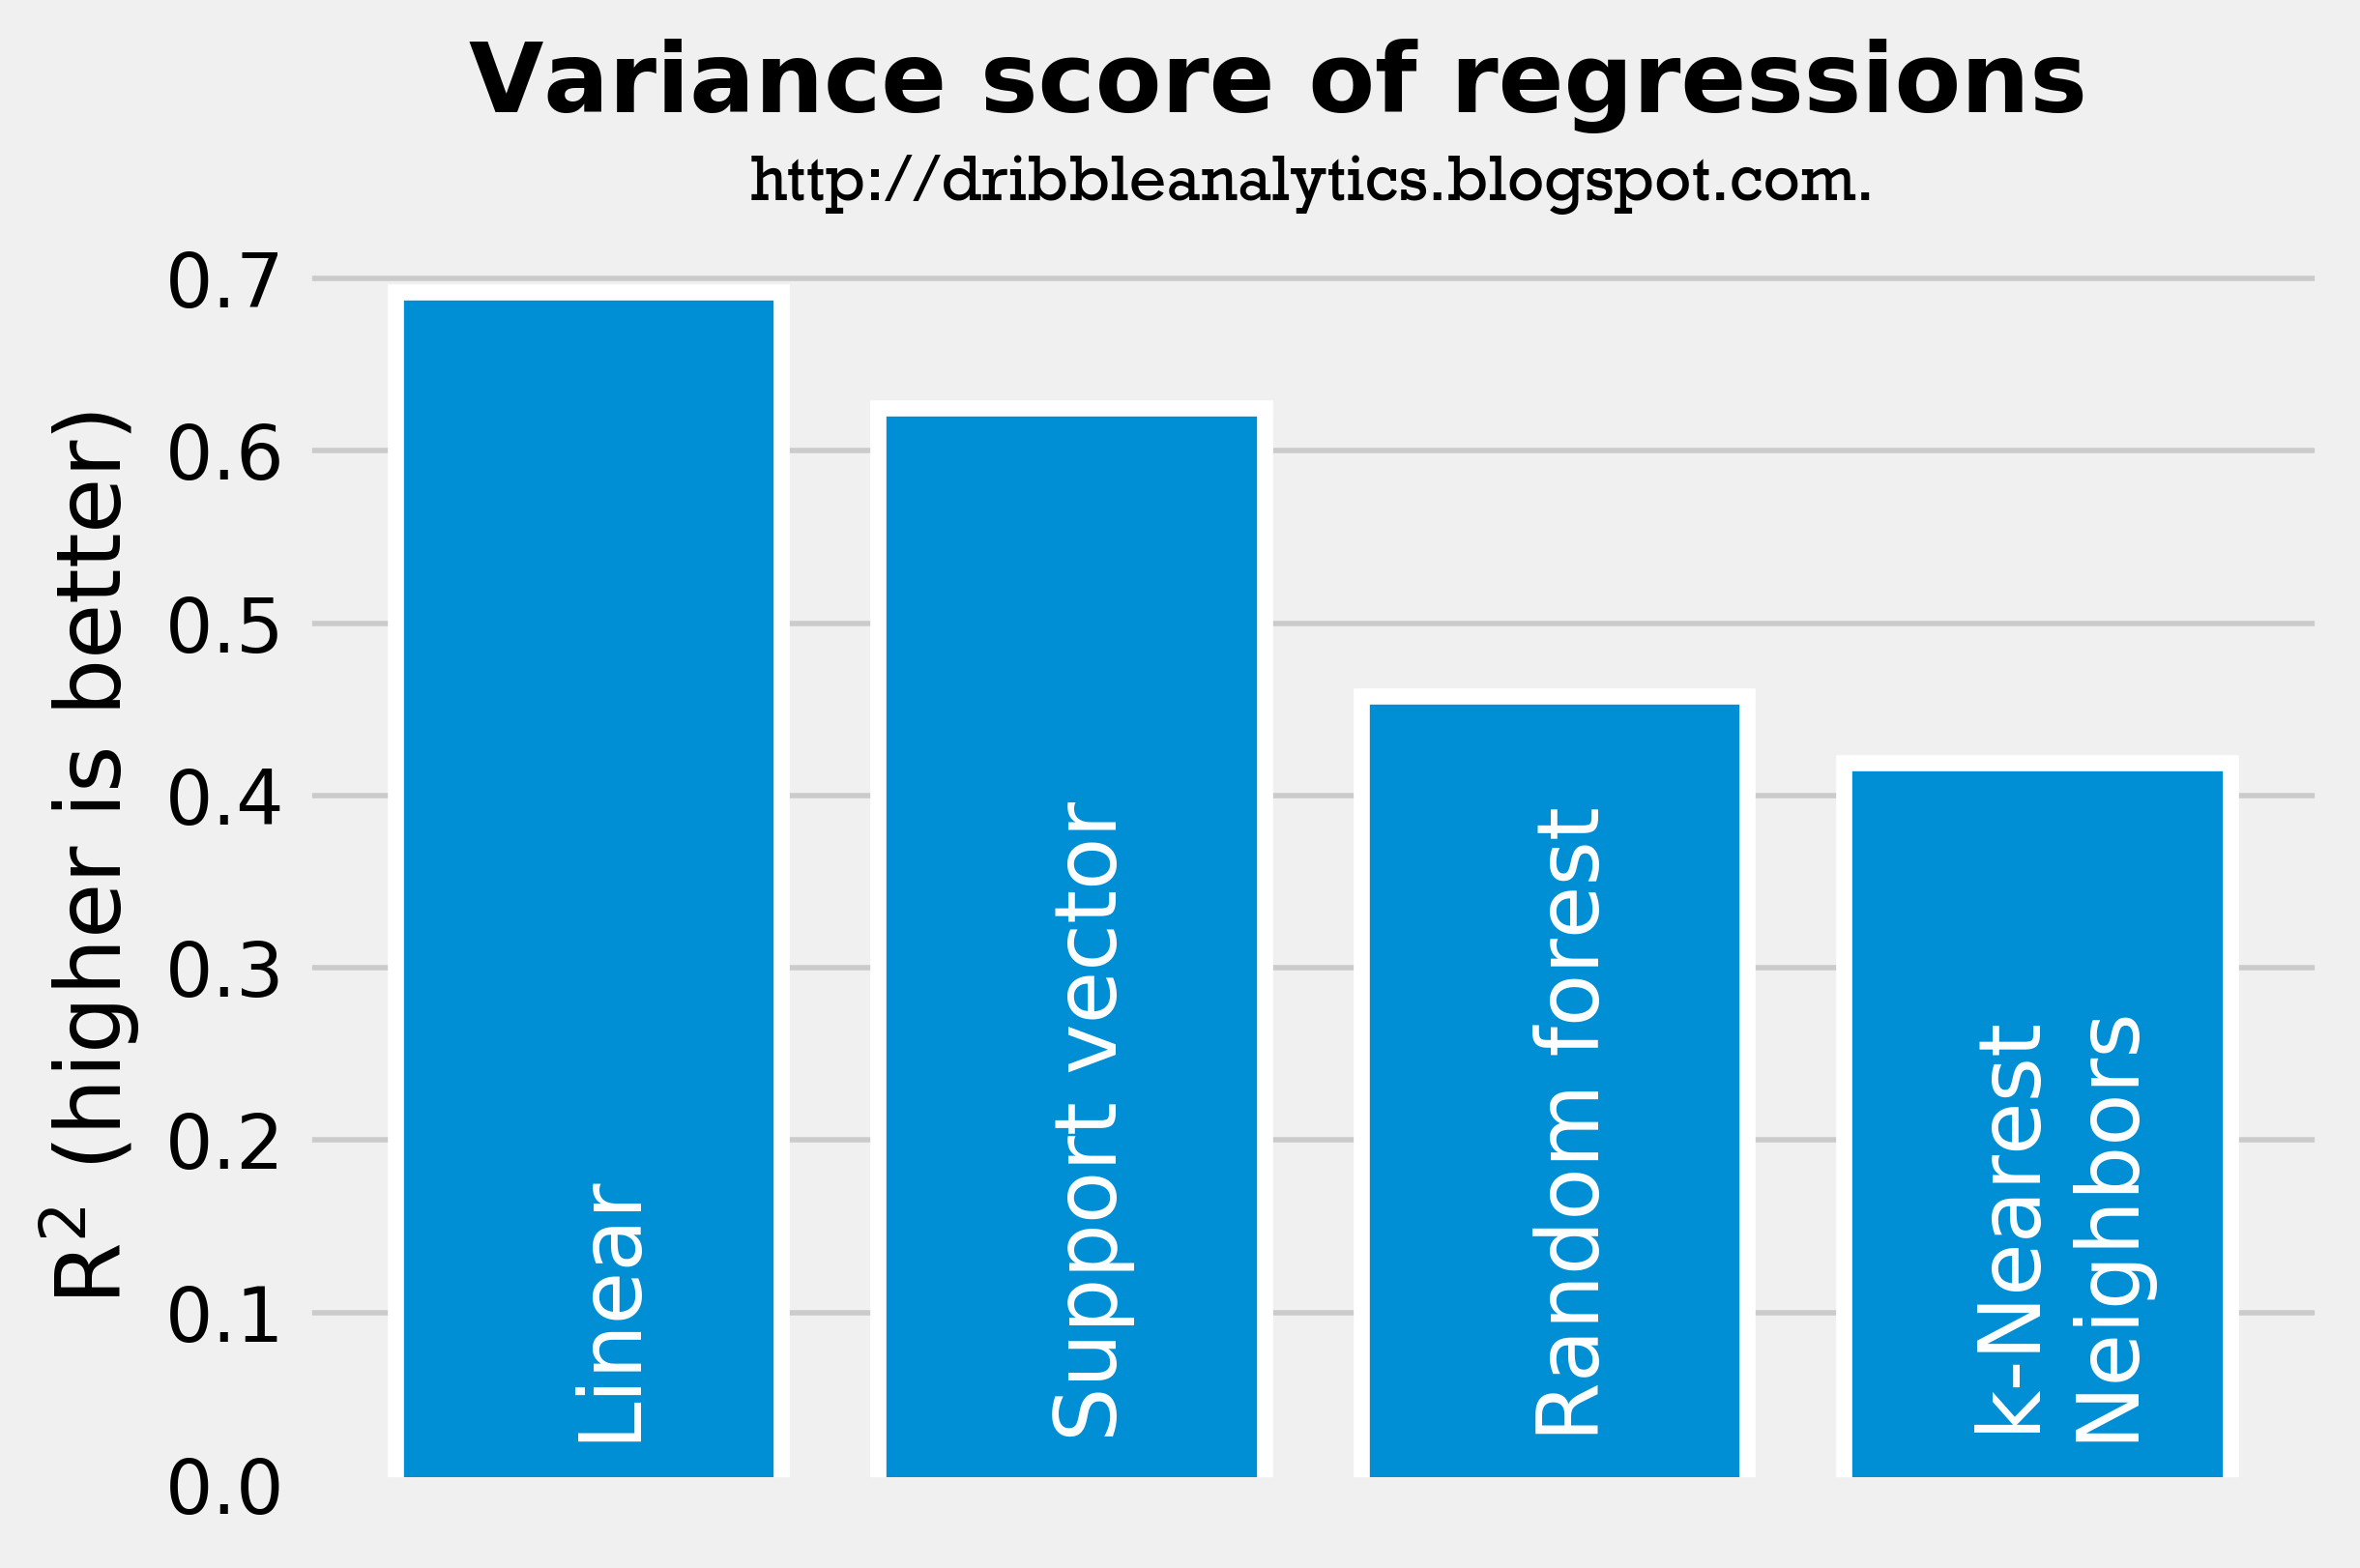 Variance score of regressions
http://dribbleanalytics.blogspot.com.
R² (higher is better)
0.7
0.6
0.5
0.4
0.3
0.2
0.1
0.0
Linear
Support vector
Random forest
k-Nearest
Neighbors